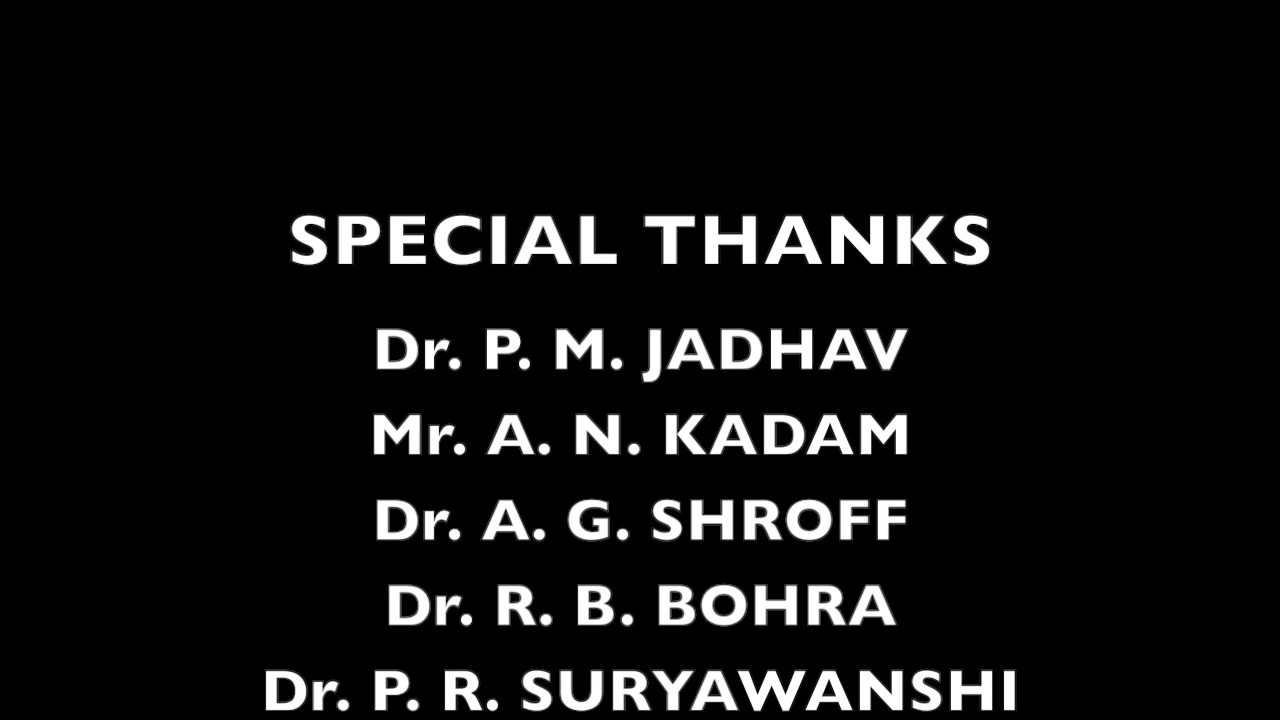 SPECIAL THANKS
Dr. P. M. JADHAV
Mr. A. N. KADAM
Dr. A. G. SHROFF
Dr. R. B. BOHRA
Dr. P. R. SURYAWANSHI